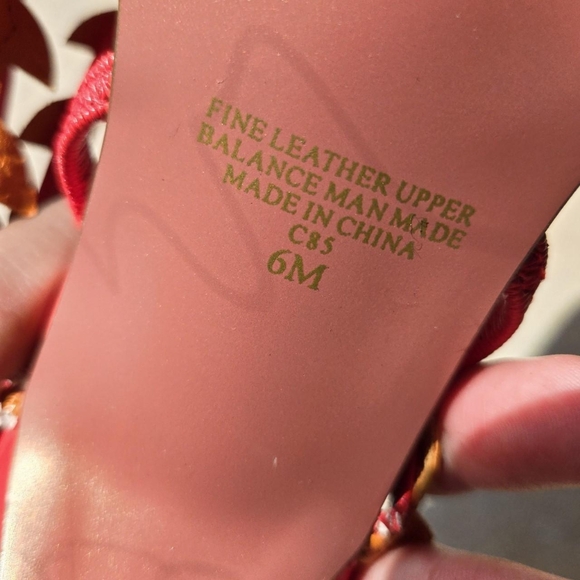 FINE LEATHER UPPER
BALANCE MAN MADE
MADE IN CHINA
C85
6M